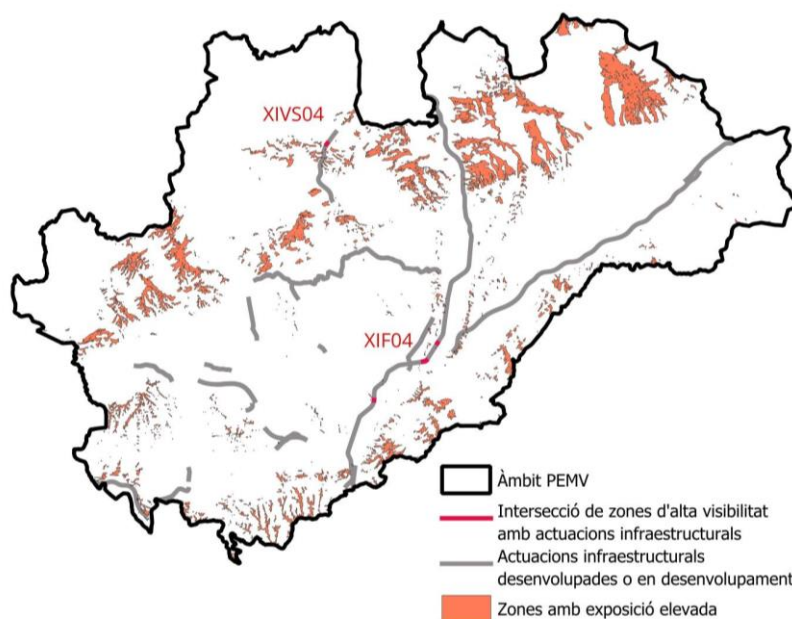 XIVS04
XIF04
Àmbit PEMV
Intersecció de zones d'alta visibilitat
amb actuacions infraestructurals
Actuacions infraestructurals
desenvolupades o en desenvolupament
Zones amb exposició elevada